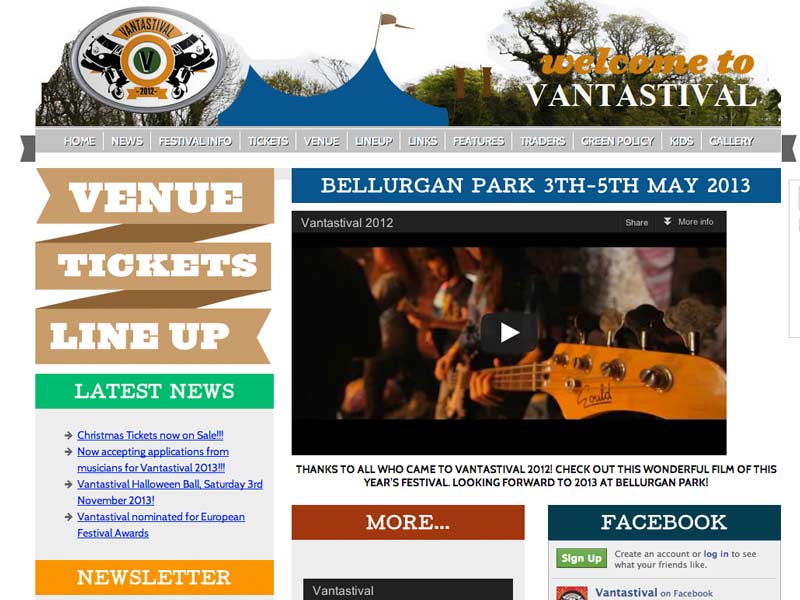 VANTASTIVAL
V
-2012-
welcome to
VANTASTIVAL
HOME NEWS FESTIVAL INFO TICKETS VENUE LINEUP LINKS FEATURES TRADERS GREEN POLICY KIDS GALLERY
VENUE
TICKETS
LINE UP
LATEST NEWS
Christmas Tickets now on Sale!!!
Now accepting applications from
musicians for Vantastival 2013!!!
Vantastival Halloween Ball, Saturday 3rd
November 2013!
Vantastival nominated for European
Festival Awards
NEWSLETTER
BELLURGAN PARK 3TH-5TH MAY 2013
Vantastival 2012 Share More info
Gould
THANKS TO ALL WHO CAME TO VANTASTIVAL 2012! CHECK OUT THIS WONDERFUL FILM OF THIS
YEAR'S FESTIVAL. LOOKING FORWARD TO 2013 AT BELLURGAN PARK!
MORE...
Vantastival
FACEBOOK
Sign Up Create an account or log in to see
what your friends like.
Vantastival on Facebook